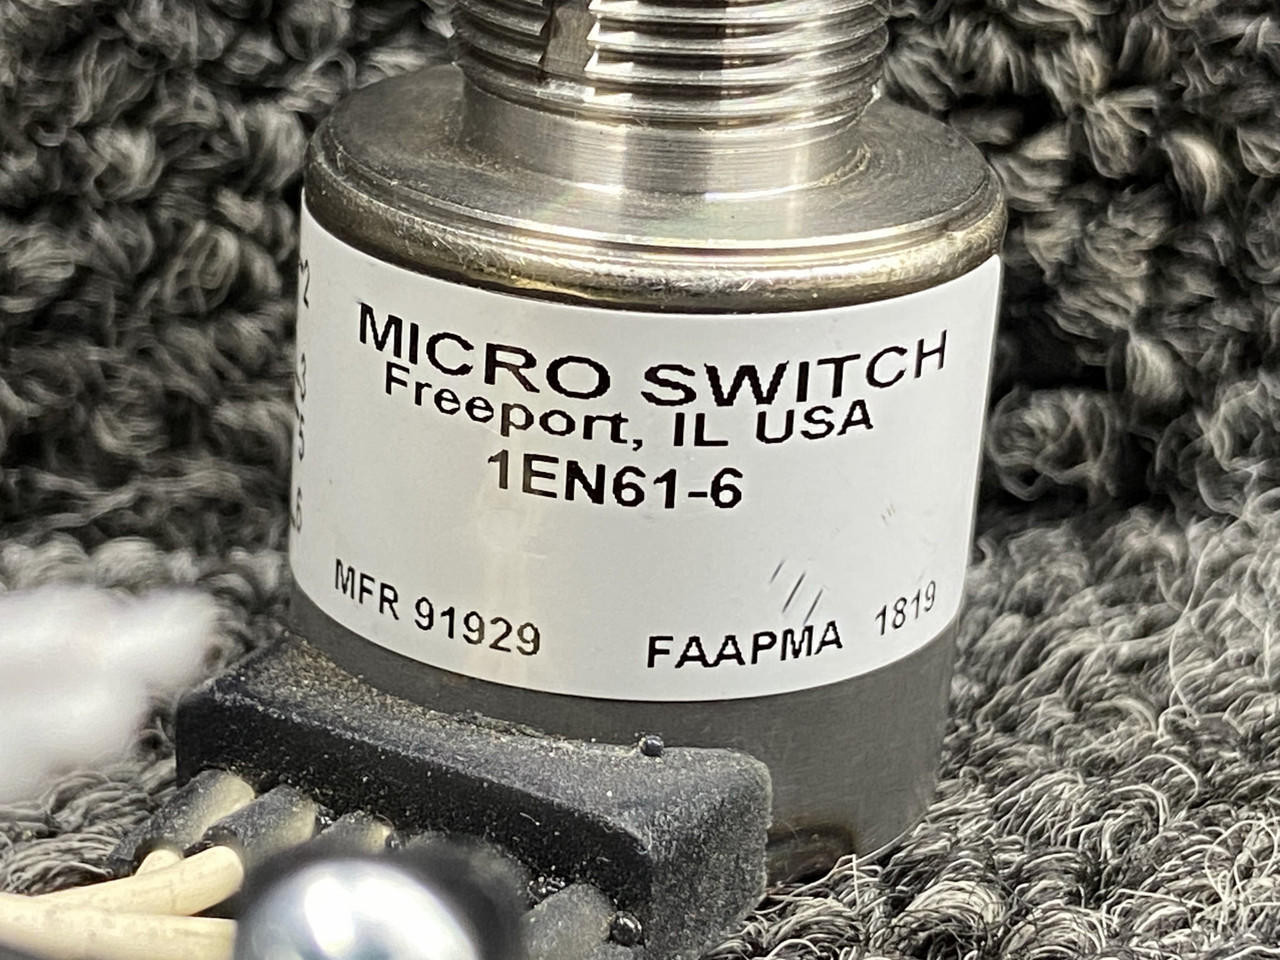 MICRO SWITCH
Freeport, IL USA
1EN61-6
MFR 91929 FAAPMA 1819